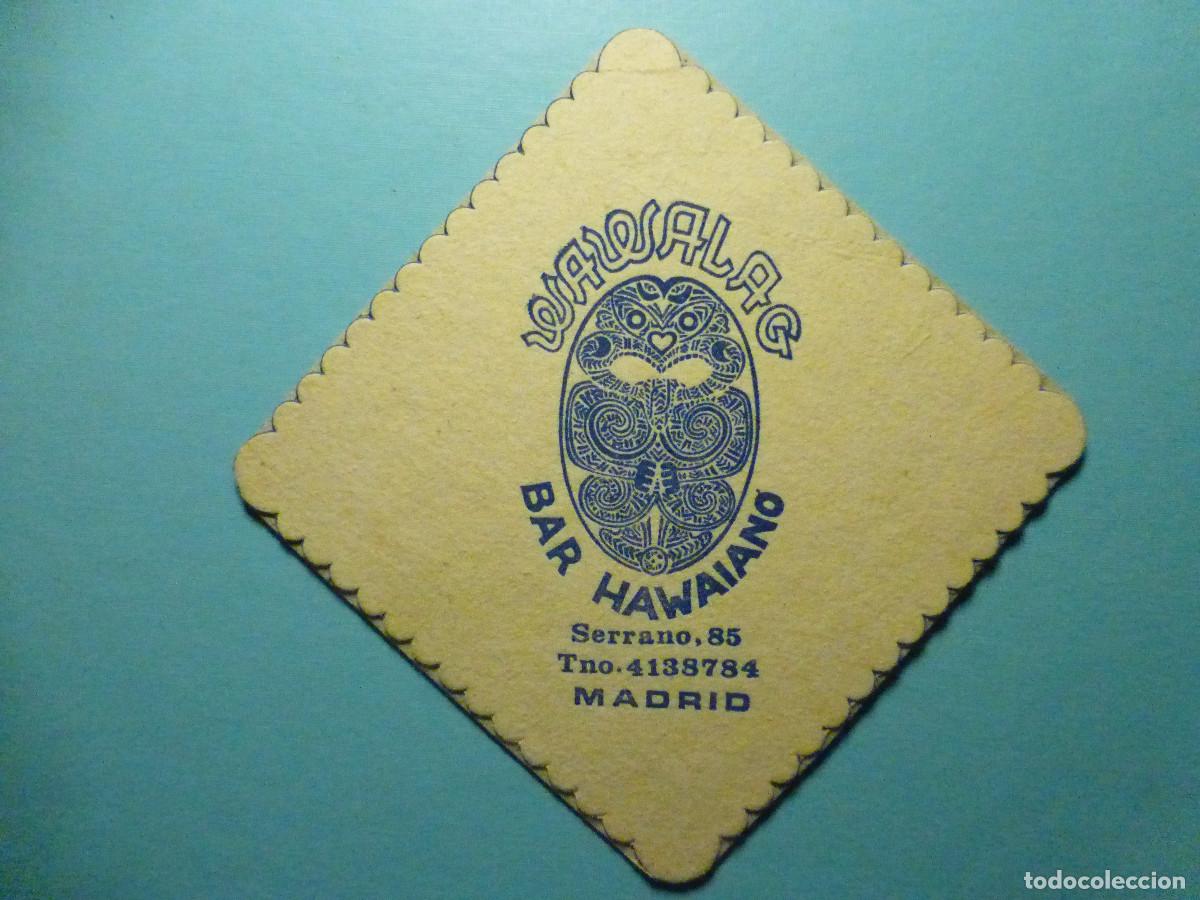 WAWALAG
BAR HAWAIANO
Serrano, 85
Tno. 4138784
MADRID
todocoleccion